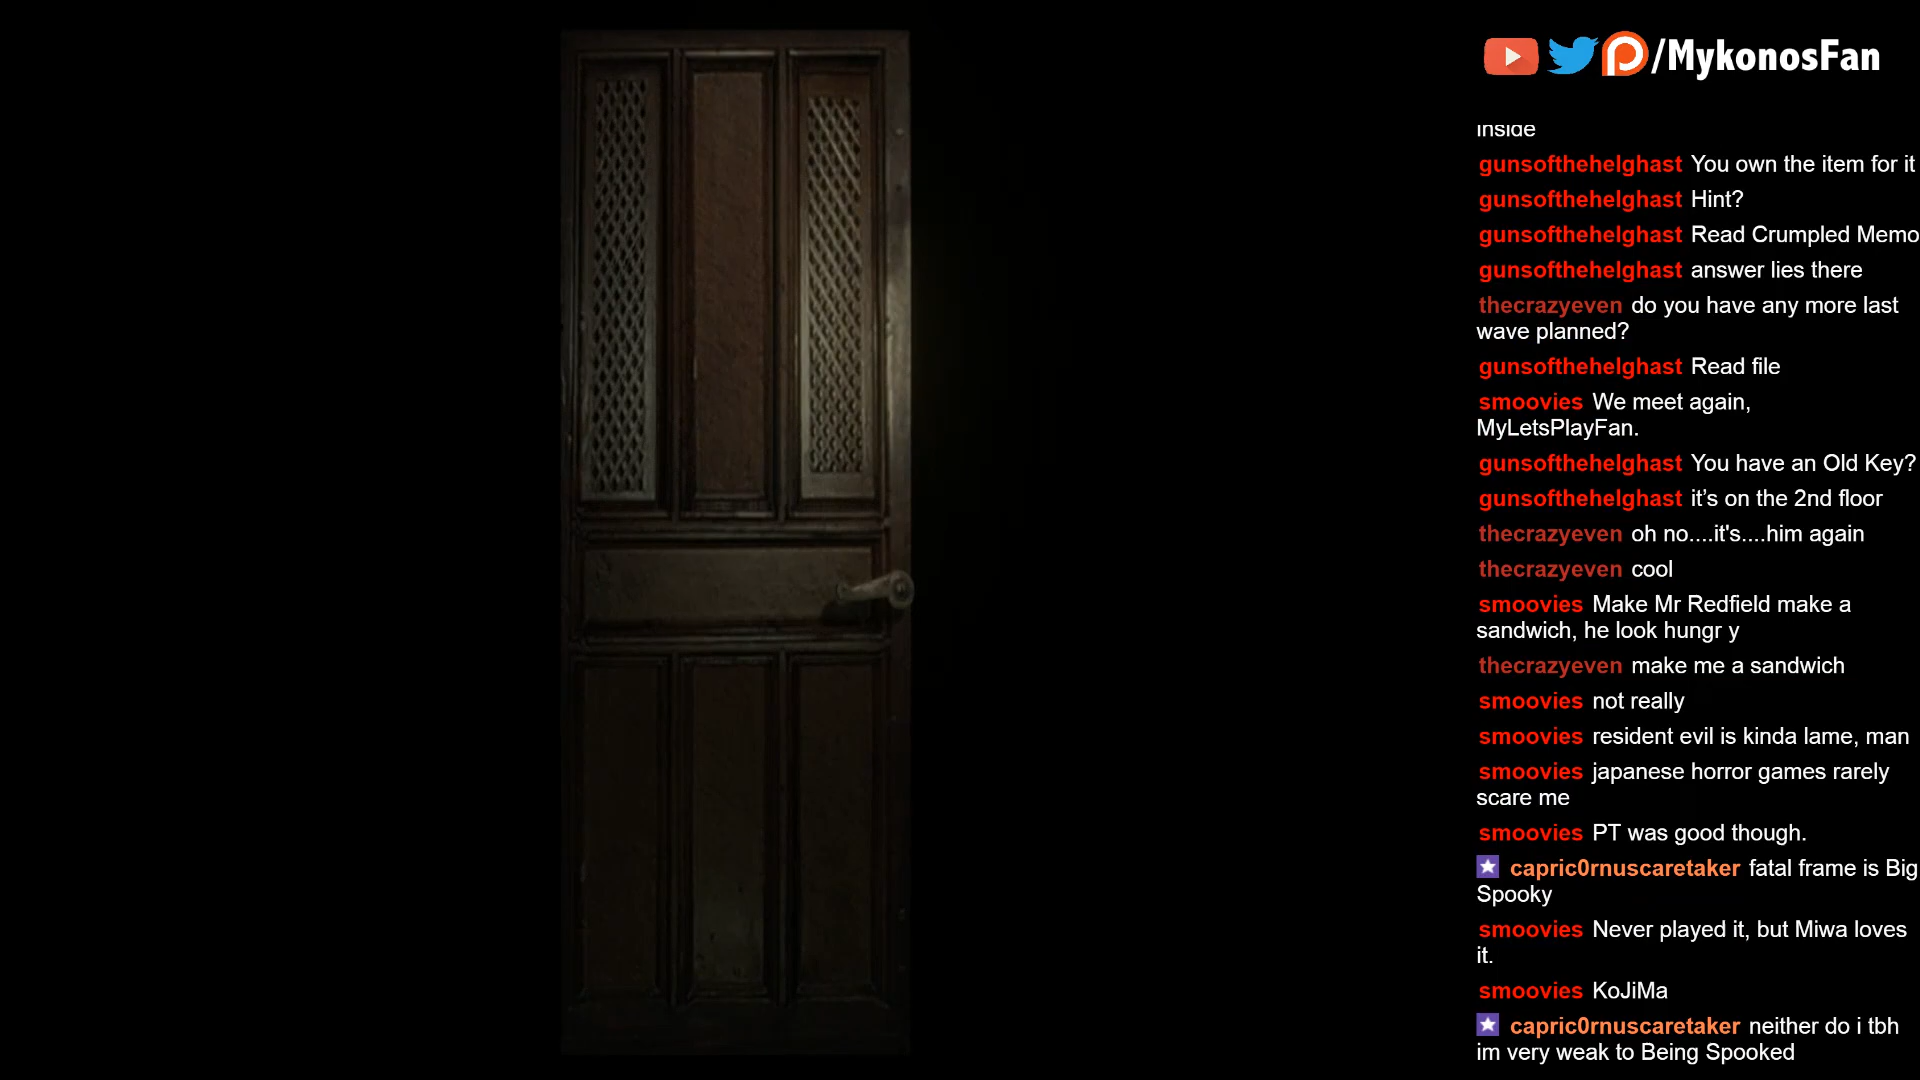 /MykonosFan
inside
gunsofthehelghast You own the item for it
gunsofthehelghast Hint?
gunsofthehelghast Read Crumpled Memo
gunsofthehelghast answer lies there
thecrazyeven do you have any more last
wave planned?
gunsofthehelghast Read file
smoovies We meet again,
MyLetsPlayFan.
gunsofthehelghast You have an Old Key?
gunsofthehelghast it’s on the 2nd floor
thecrazyeven oh no....it's....him again
thecrazyeven cool
smoovies Make Mr Redfield make a
sandwich, he look hungr y
thecrazyeven make me a sandwich
smoovies not really
smoovies resident evil is kinda lame, man
smoovies japanese horror games rarely
scare me
smoovies PT was good though.
capric0rnuscaretaker fatal frame is Big
Spooky
smoovies Never played it, but Miwa loves
it.
smoovies KoJiMa
capric0rnuscaretaker neither do i tbh
im very weak to Being Spooked